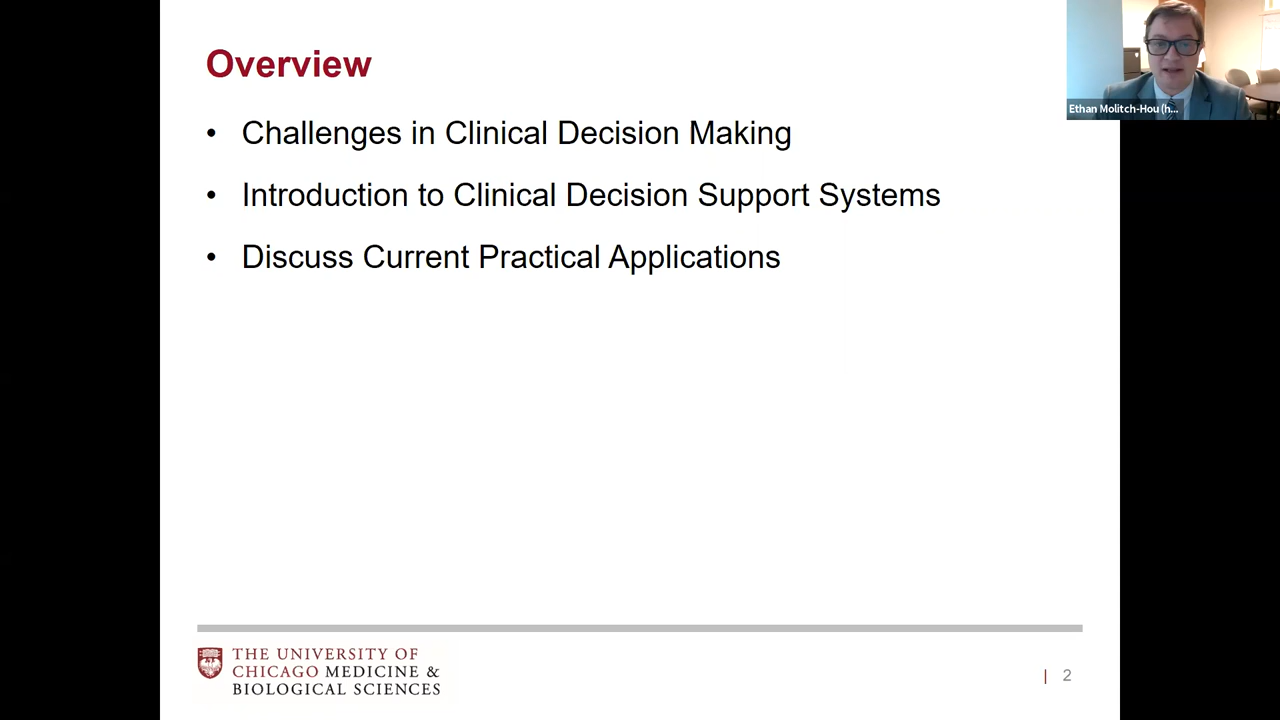 Overview
• Challenges in Clinical Decision Making
• Introduction to Clinical Decision Support Systems
• Discuss Current Practical Applications
Ethan Molitch-Hou (h...
THE UNIVERSITY OF
CHICAGO MEDICINE &
BIOLOGICAL SCIENCES
| 2